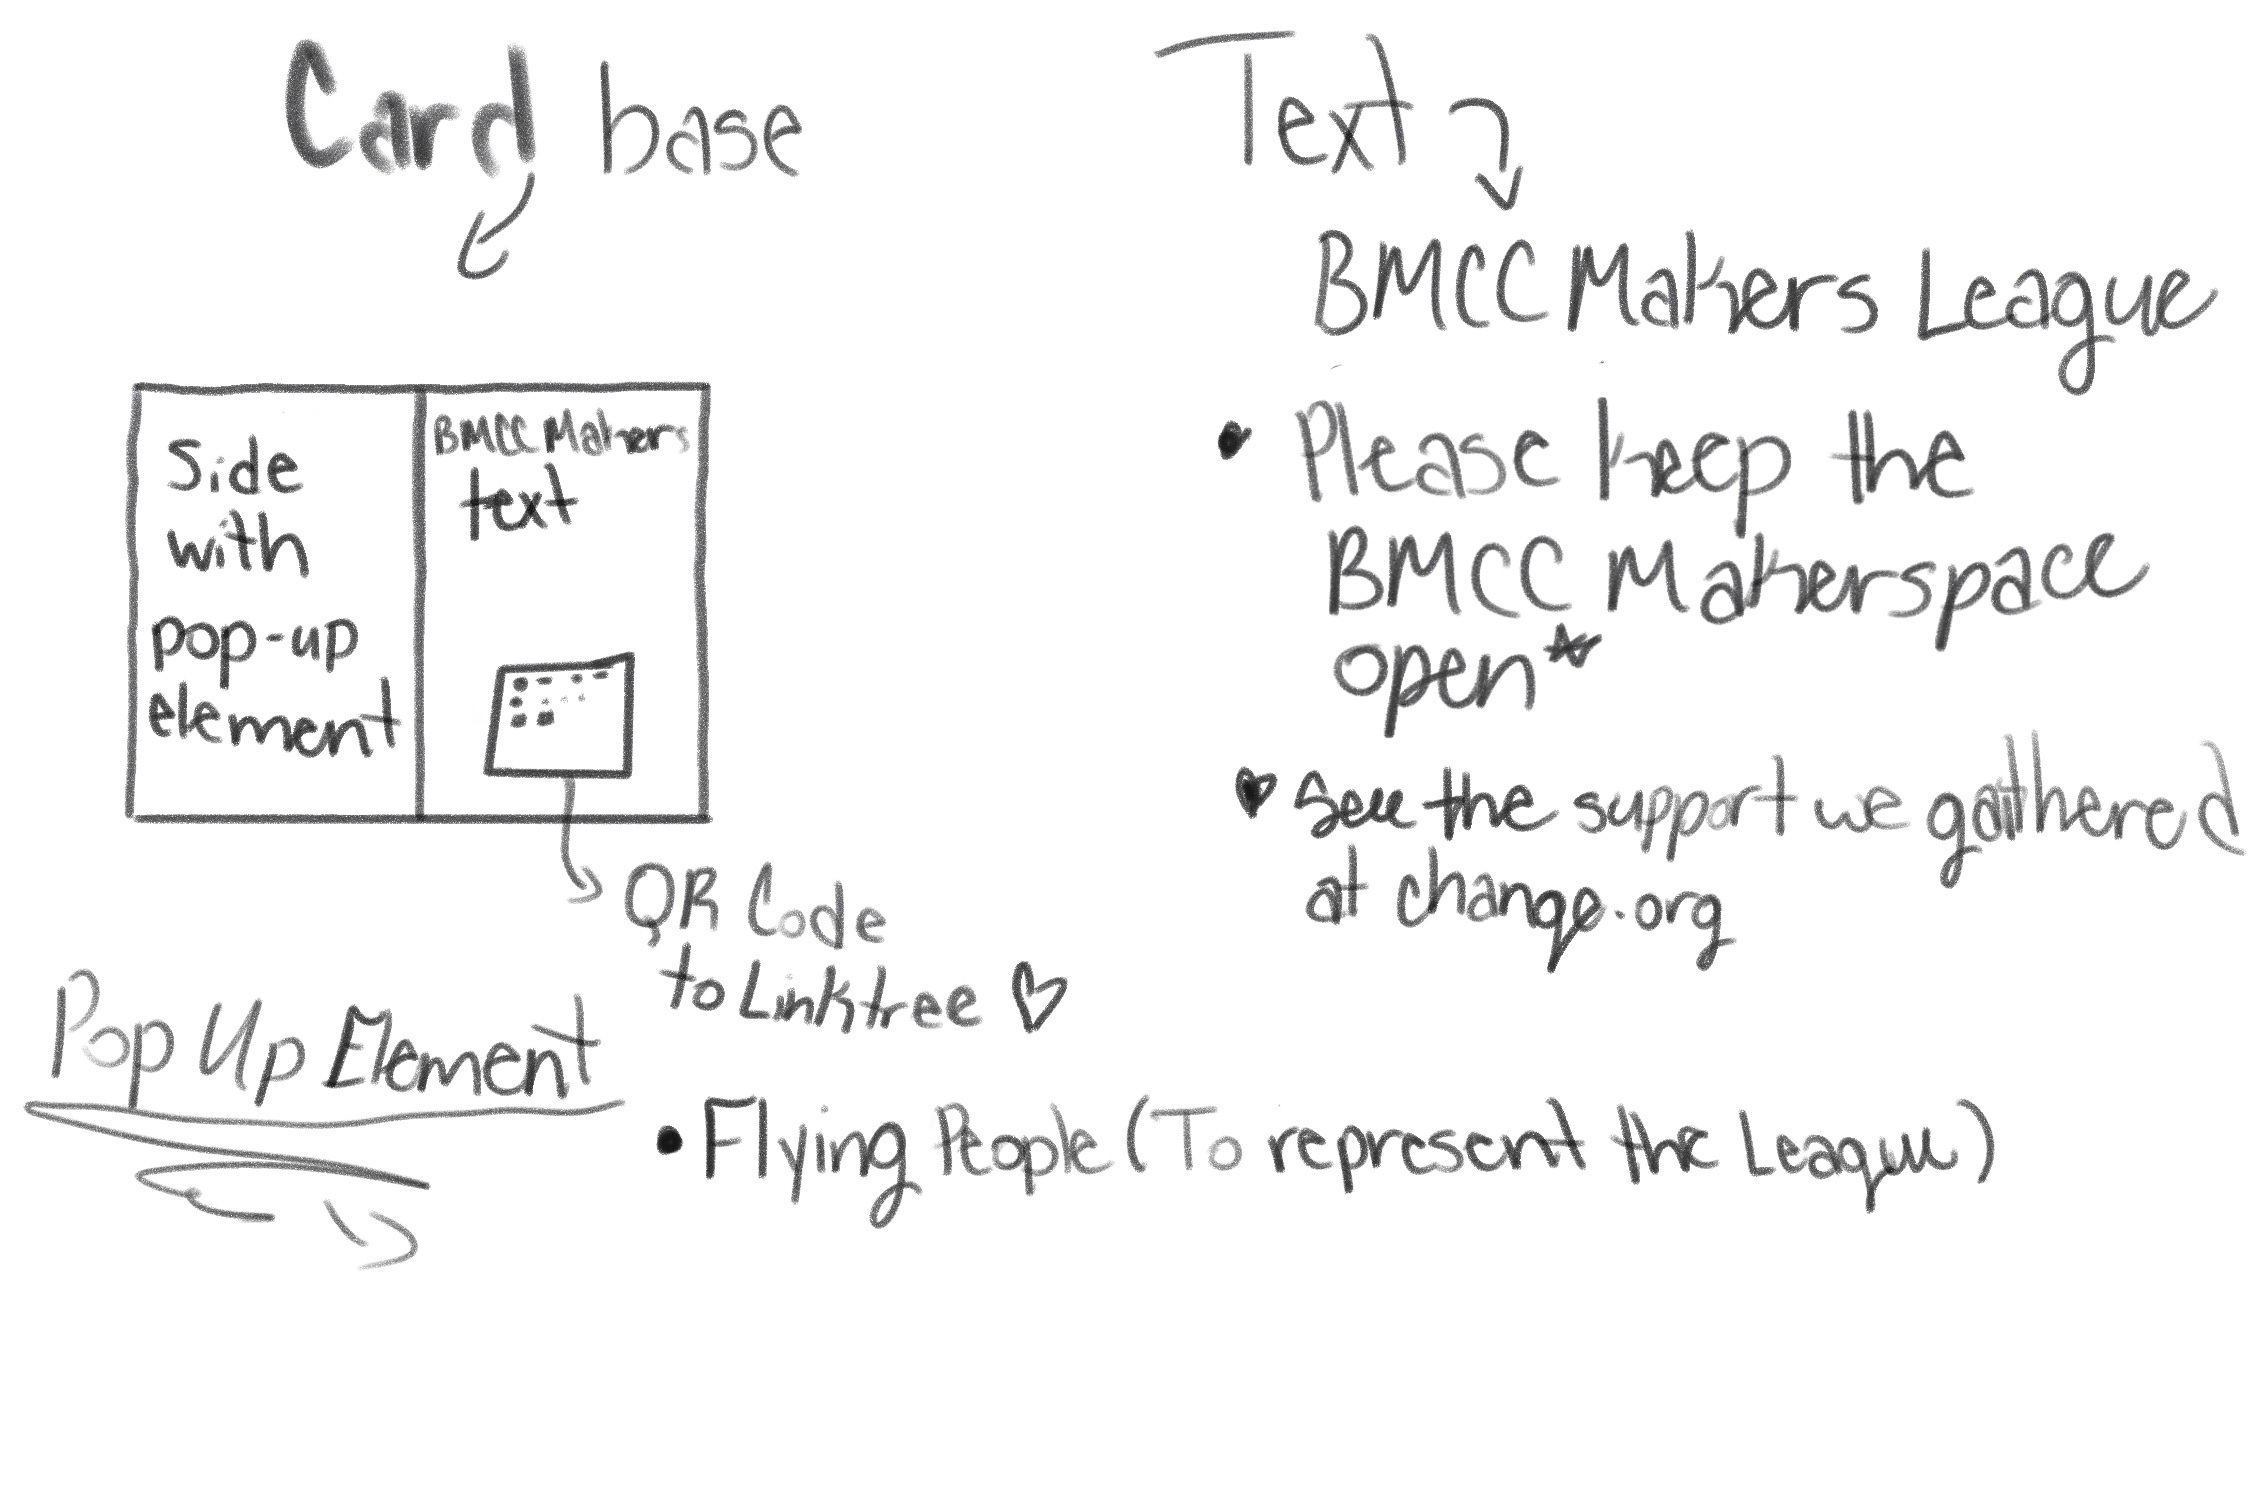 Card base
Side
with
pop-up
element
BMCC Makers
text
QR Code
to Linktree
Text
BMCC Makers League
Please keep the
BMCC Makerspace
open*
See the support we gathered
at change.org
Pop Up Element
Flying People (To represent the League)